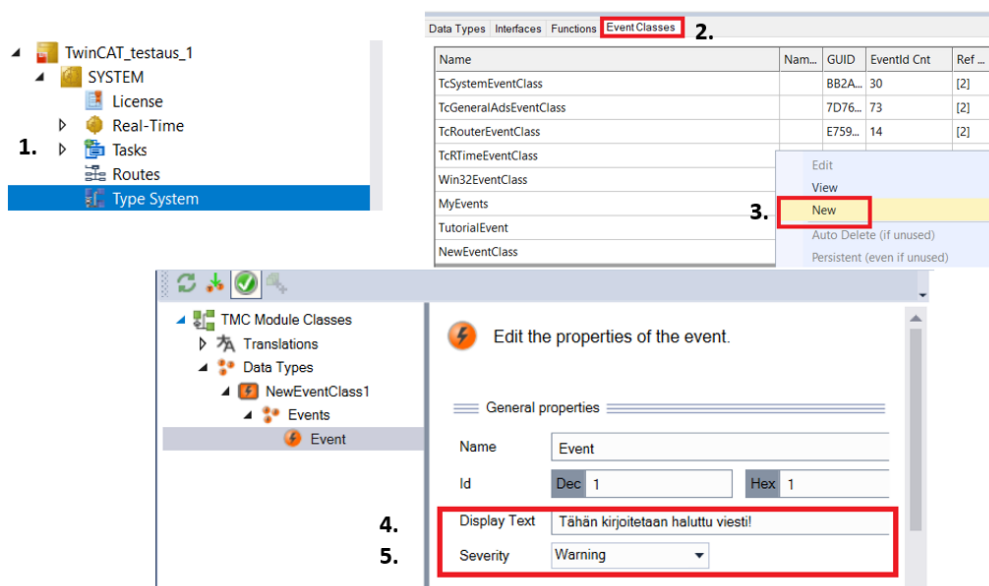 TwinCAT_testaus_1
SYSTEM
License
Real-Time
1.
Tasks
Routes
Type System
Data Types Interfaces Functions Event Classes 2.
Name Nam... GUID EventId Cnt Ref ...
TcSystemEventClass BB2A... 30 [2]
TcGeneralAdsEventClass 7D76... 73 [2]
TcRouterEventClass E759... 14 [2]
TcRTimeEventClass
Win32EventClass
MyEvents
TutorialEvent
NewEventClass
Edit
View
3. New
Auto Delete (if unused)
Persistent (even if unused)
TMC Module Classes
Translations
Data Types
NewEventClass1
Events
Event
Edit the properties of the event.
General properties
Name Event
Id Dec 1 Hex 1
4. Display Text Tähän kirjoitetaan haluttu viesti!
5. Severity Warning